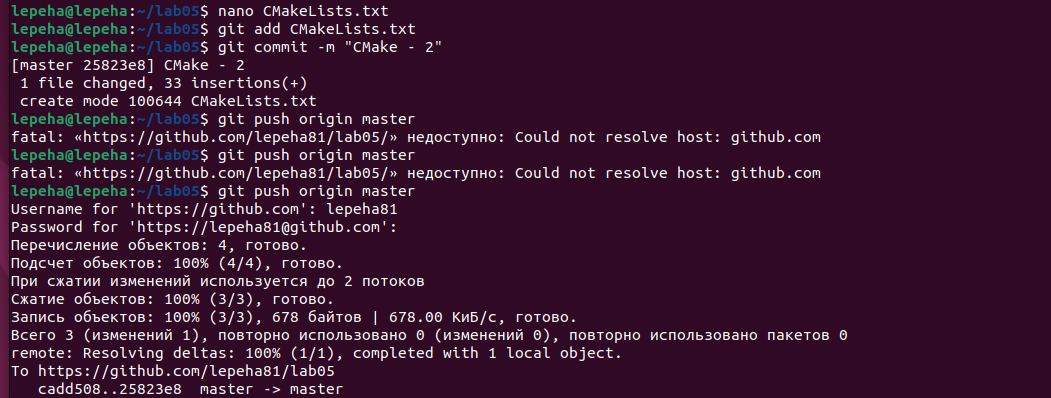 lepeha@lepeha:~/lab05$ nano CMakeLists.txt
lepeha@lepeha:~/lab05$ git add CMakeLists.txt
lepeha@lepeha:~/lab05$ git commit -m "CMake - 2"
[master 25823e8] CMake - 2
 1 file changed, 33 insertions(+)
 create mode 100644 CMakeLists.txt
lepeha@lepeha:~/lab05$ git push origin master
fatal: «https://github.com/lepeha81/lab05/» недоступно: Could not resolve host: github.com
lepeha@lepeha:~/lab05$ git push origin master
fatal: «https://github.com/lepeha81/lab05/» недоступно: Could not resolve host: github.com
lepeha@lepeha:~/lab05$ git push origin master
Username for 'https://github.com': lepeha81
Password for 'https://lepeha81@github.com':
Перечисление объектов: 4, готово.
Подсчет объектов: 100% (4/4), готово.
При сжатии изменений используется до 2 потоков
Сжатие объектов: 100% (3/3), готово.
Запись объектов: 100% (3/3), 678 байтов | 678.00 КиБ/с, готово.
Всего 3 (изменений 1), повторно использовано 0 (изменений 0), повторно использовано пакетов 0
remote: Resolving deltas: 100% (1/1), completed with 1 local object.
To https://github.com/lepeha81/lab05
   cadd508..25823e8  master -> master